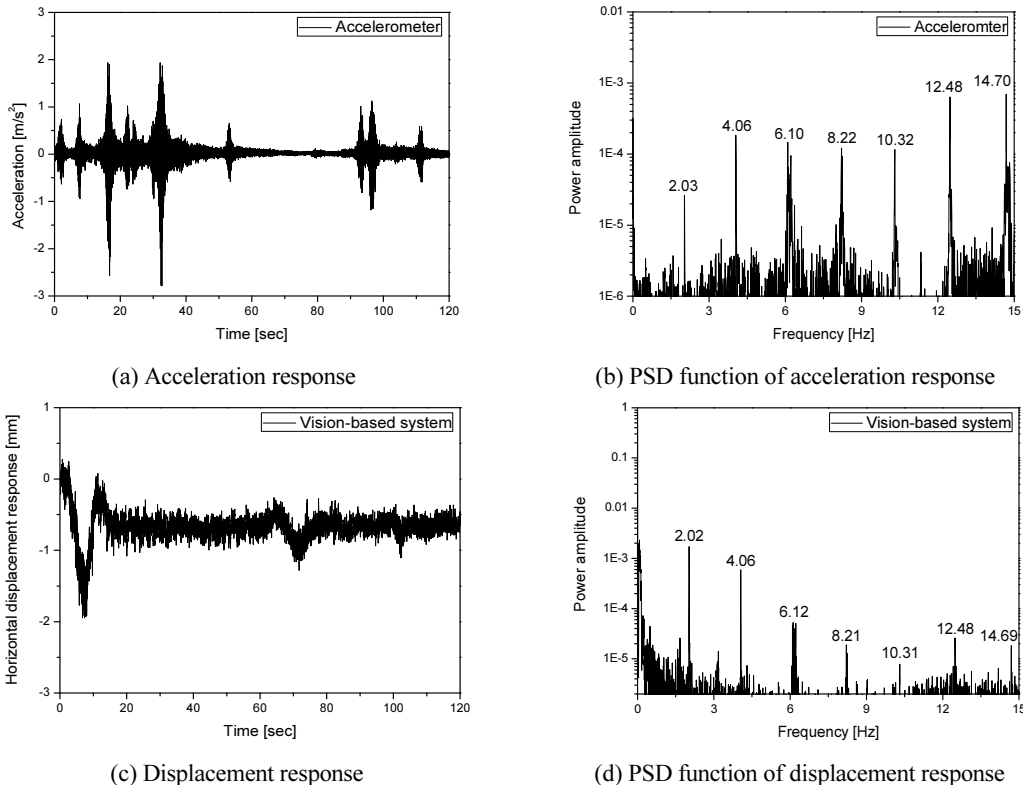 3
2
1
0
-1
-2
-3
0
20
40
60
80
100
120
Acceleration [m/s²]
Time [sec]
Accelerometer
(a) Acceleration response
0.01
1E-3
1E-4
1E-5
1E-6
0
3
6
9
12
15
Power amplitude
Frequency [Hz]
Acceleromter
2.03
4.06
6.10
8.22
10.32
12.48
14.70
(b) PSD function of acceleration response
1
0
-1
-2
-3
0
20
40
60
80
100
120
Horizontal displacement response [mm]
Time [sec]
Vision-based system
(c) Displacement response
1
0.1
0.01
1E-3
1E-4
1E-5
0
3
6
9
12
15
Power amplitude
Frequency [Hz]
Vision-based system
2.02
4.06
6.12
8.21
10.31
12.48
14.69
(d) PSD function of displacement response